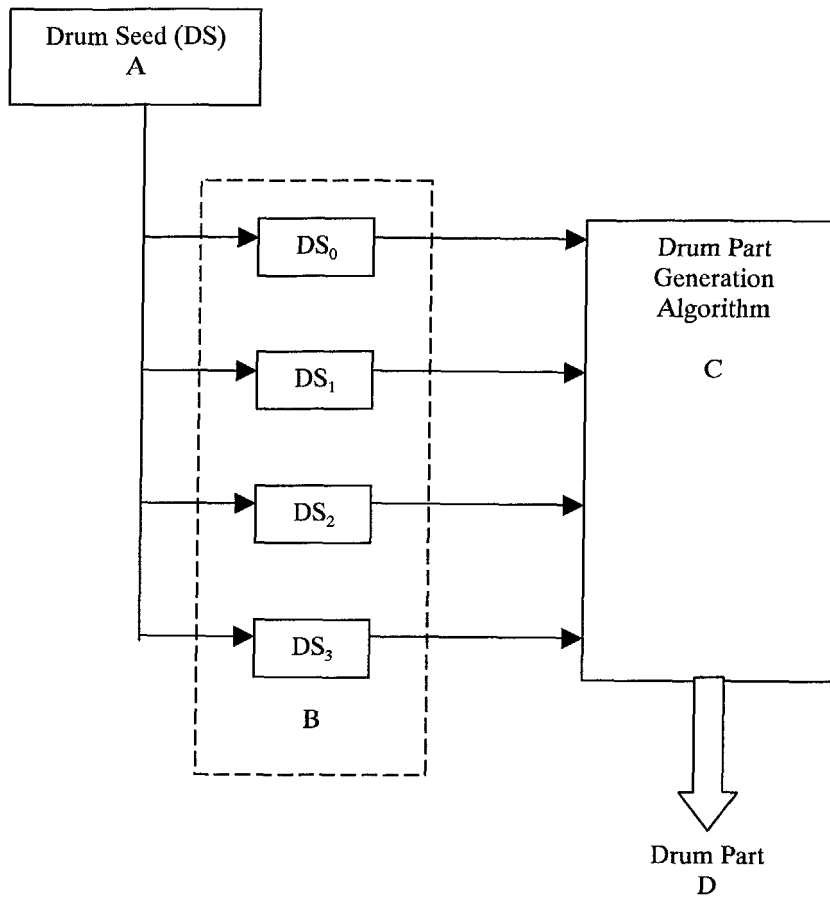 Drum Seed (DS)
A
DS₀
DS₁
DS₂
DS₃
B
Drum Part
Generation
Algorithm
C
Drum Part
D